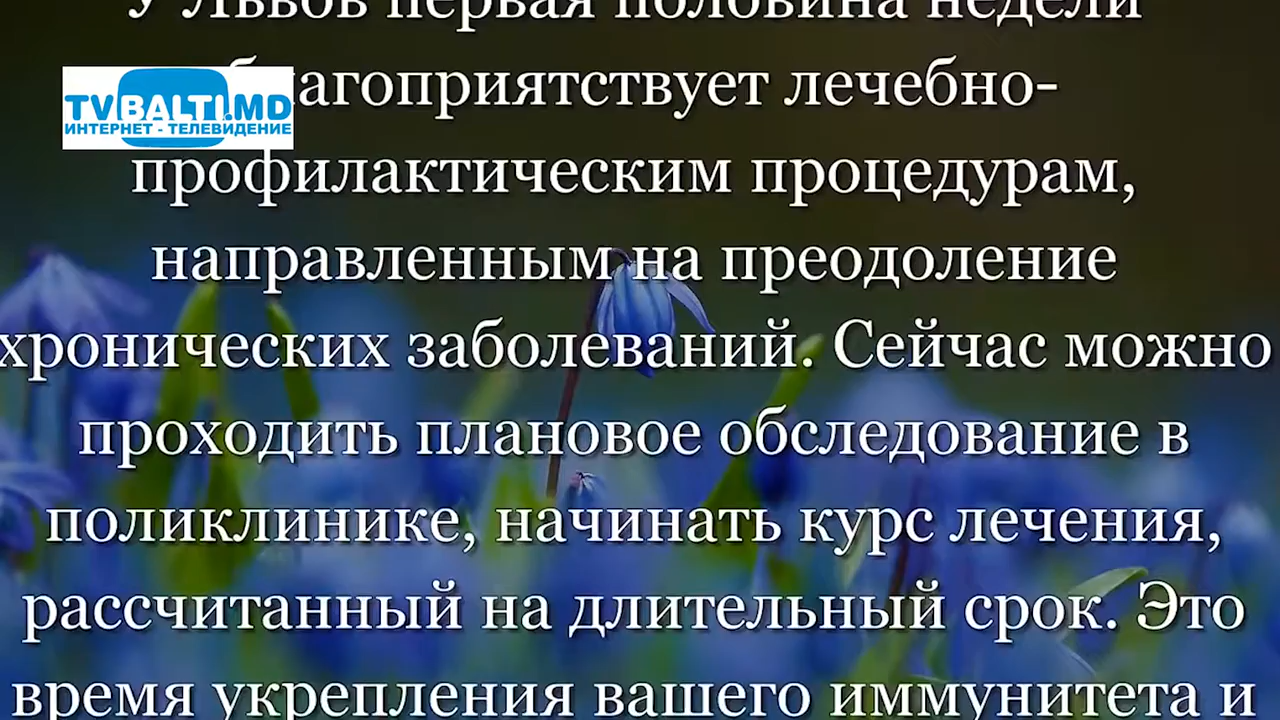 У Львов первая половина недели
благоприятствует лечебно-
TVBALTI.MD
ИНТЕРНЕТ - ТЕЛЕВИДЕНИЕ
профилактическим процедурам,
направленным на преодоление
хронических заболеваний. Сейчас можно
проходить плановое обследование в
поликлинике, начинать курс лечения,
рассчитанный на длительный срок. Это
время укрепления вашего иммунитета и